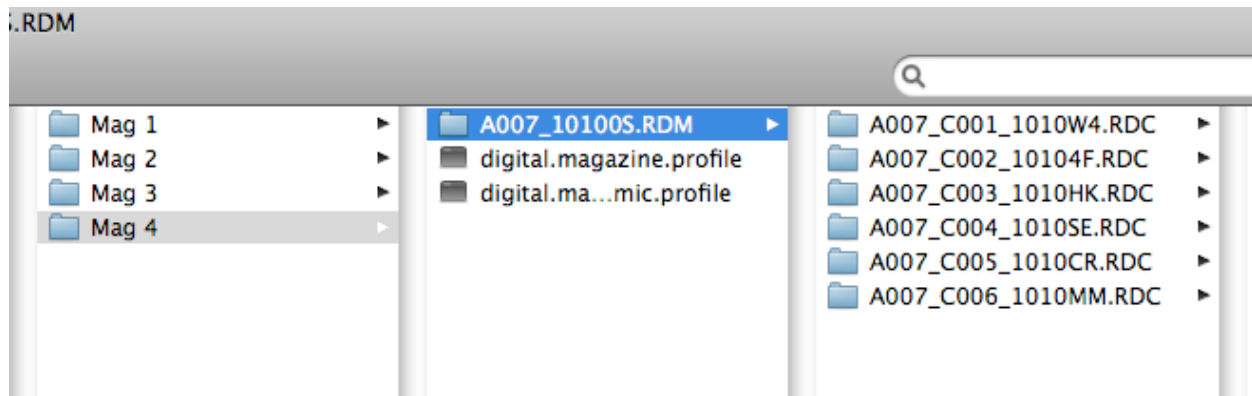 .RDM
Mag 1
Mag 2
Mag 3
Mag 4
A007_10100S.RDM
digital.magazine.profile
digital.ma...mic.profile
A007_C001_1010W4.RDC
A007_C002_10104F.RDC
A007_C003_1010HK.RDC
A007_C004_1010SE.RDC
A007_C005_1010CR.RDC
A007_C006_1010MM.RDC